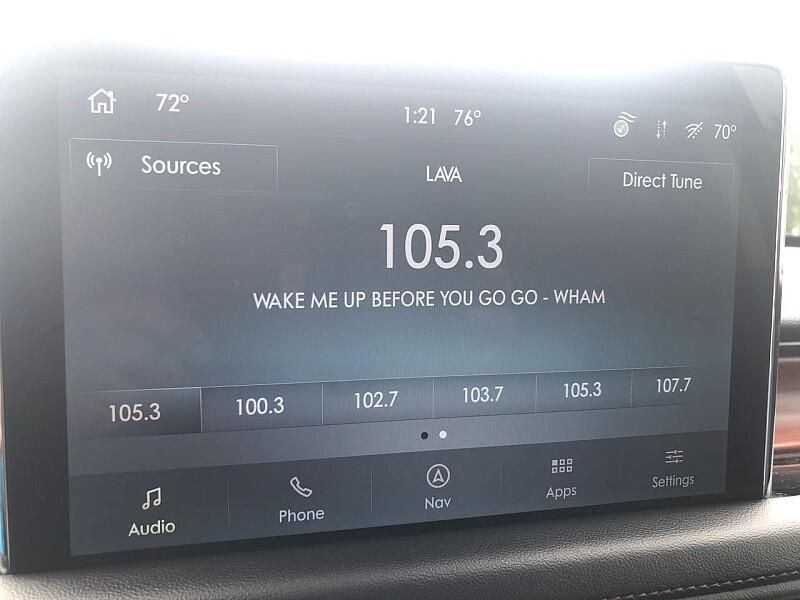 72°
1:21 76°
70°
Sources
LAVA
Direct Tune
105.3
WAKE ME UP BEFORE YOU GO GO - WHAM
105.3 100.3 102.7 103.7 105.3 107.7
Audio Phone Nav Apps Settings